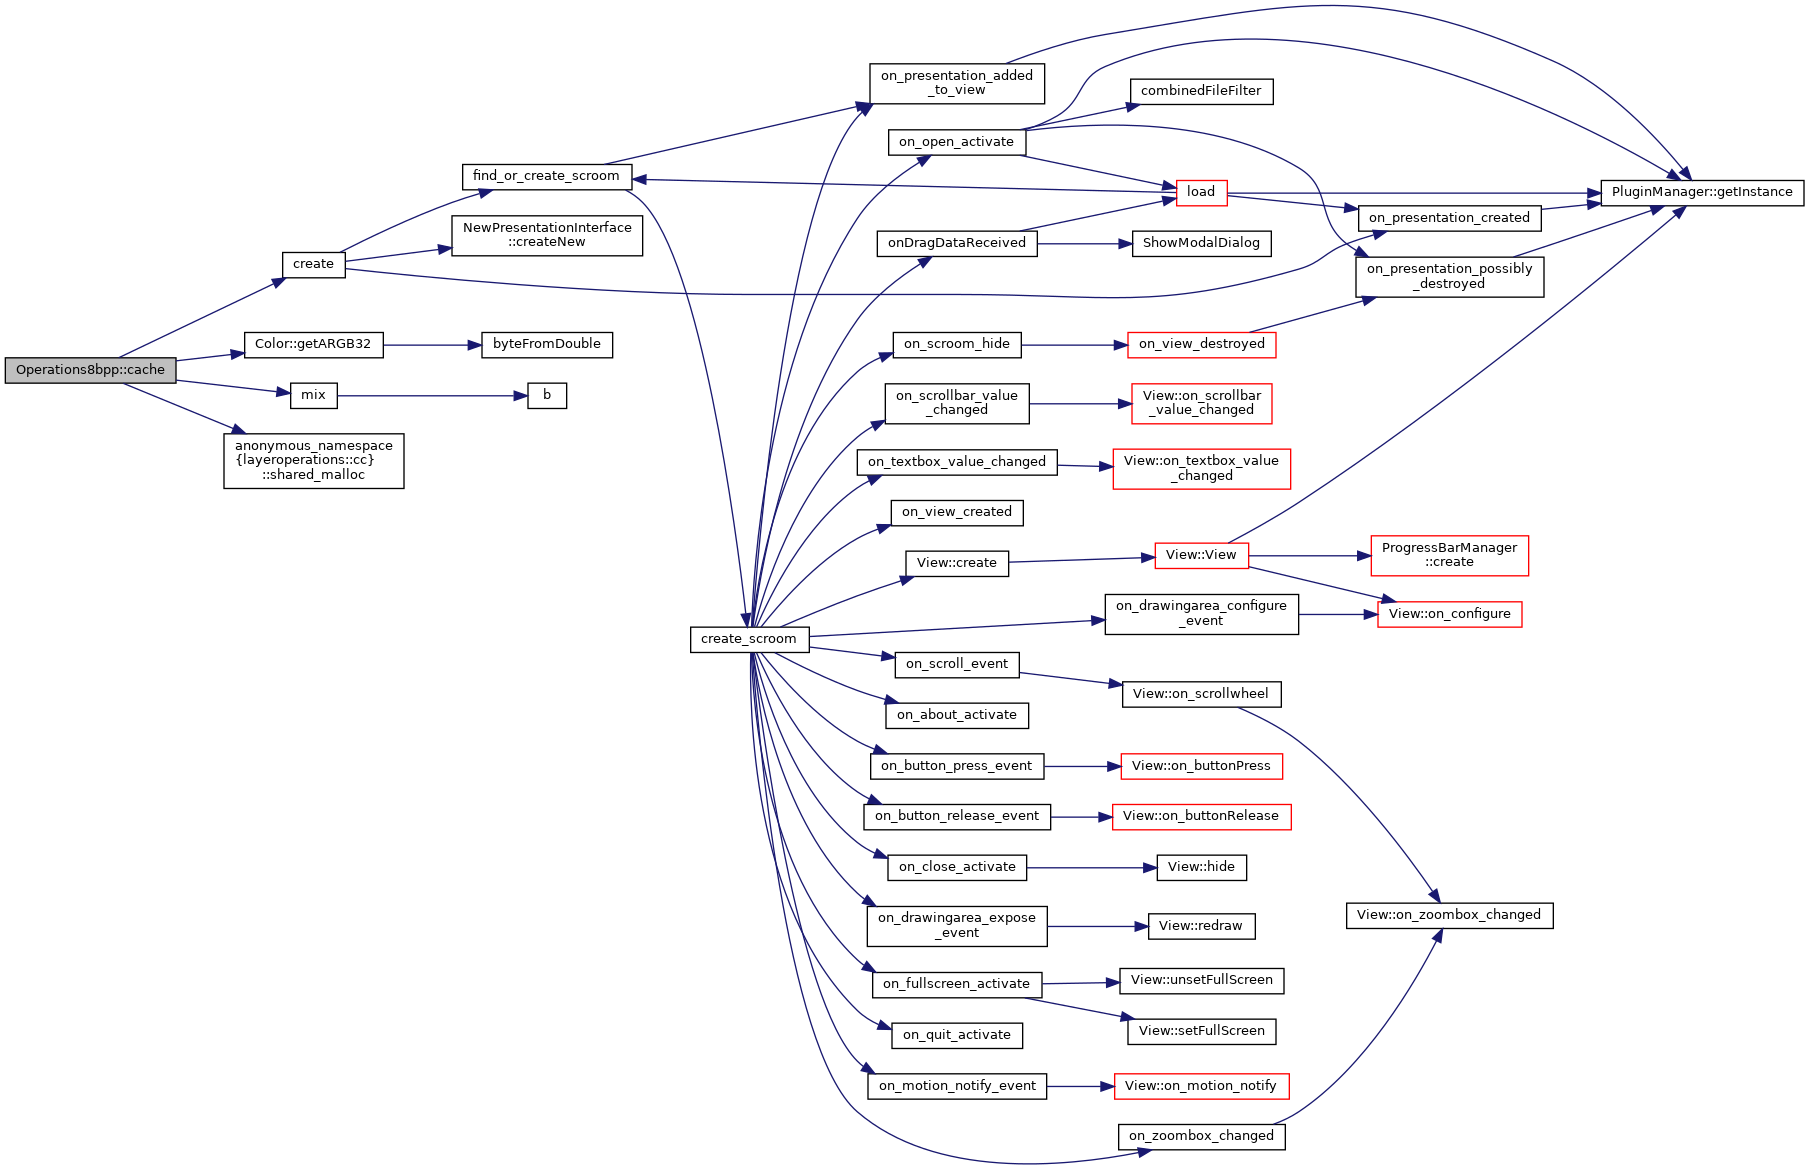 Operations8bpp::cache
create
Color::getARGB32
mix
anonymous_namespace
{layeroperations::cc}
::shared_malloc
find_or_create_scroom
NewPresentationInterface
::createNew
byteFromDouble
b
create_scroom
on_presentation_added
_to_view
on_open_activate
onDragDataReceived
on_scroom_hide
on_scrollbar_value
_changed
on_textbox_value_changed
on_view_created
View::create
on_drawingarea_configure
_event
on_scroll_event
on_about_activate
on_button_press_event
on_button_release_event
on_close_activate
on_drawingarea_expose
_event
on_fullscreen_activate
on_quit_activate
on_motion_notify_event
on_zoombox_changed
combinedFileFilter
load
ShowModalDialog
on_view_destroyed
View::on_scrollbar
_value_changed
View::on_textbox_value
_changed
View::View
View::on_scrollwheel
View::on_buttonPress
View::on_buttonRelease
View::hide
View::redraw
View::unsetFullScreen
View::setFullScreen
View::on_motion_notify
PluginManager::getInstance
on_presentation_created
on_presentation_possibly
_destroyed
ProgressBarManager
::create
View::on_configure
View::on_zoombox_changed